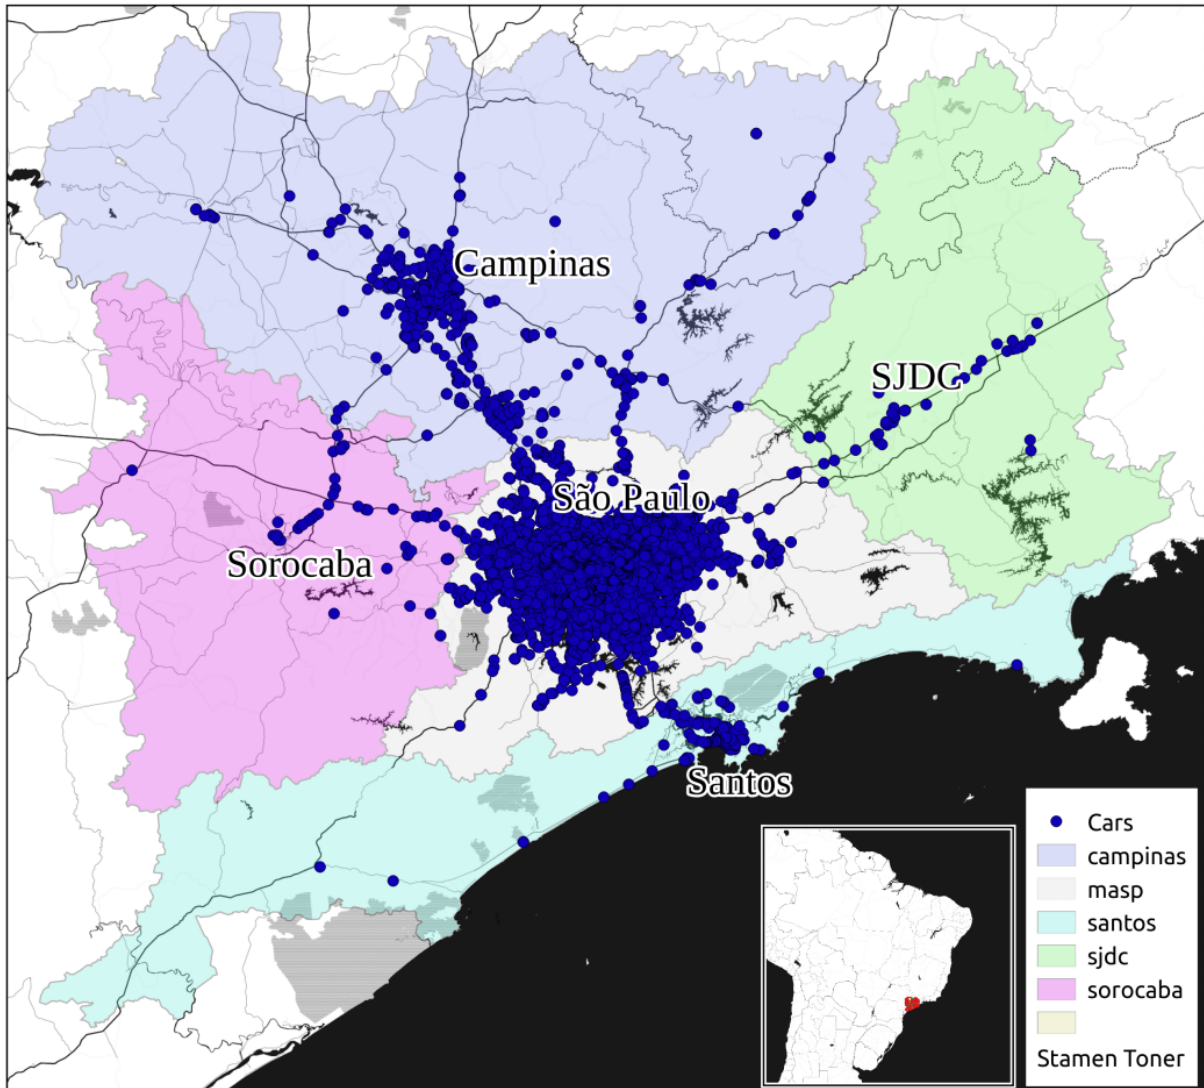 Campinas
SJDC
São Paulo
Sorocaba
Santos
Cars
campinas
masp
santos
sjdc
sorocaba
Stamen Toner